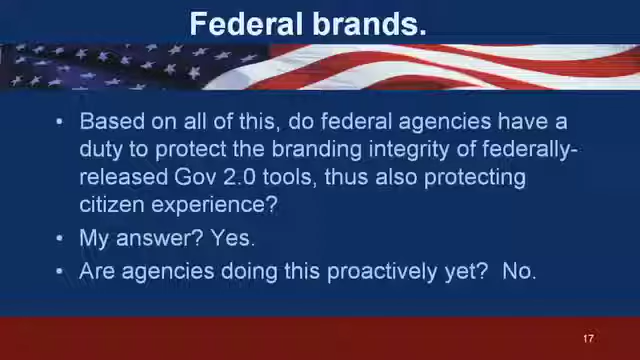 Federal brands.
• Based on all of this, do federal agencies have a
duty to protect the branding integrity of federally-
released Gov 2.0 tools, thus also protecting
citizen experience?
• My answer? Yes.
• Are agencies doing this proactively yet?  No.
17